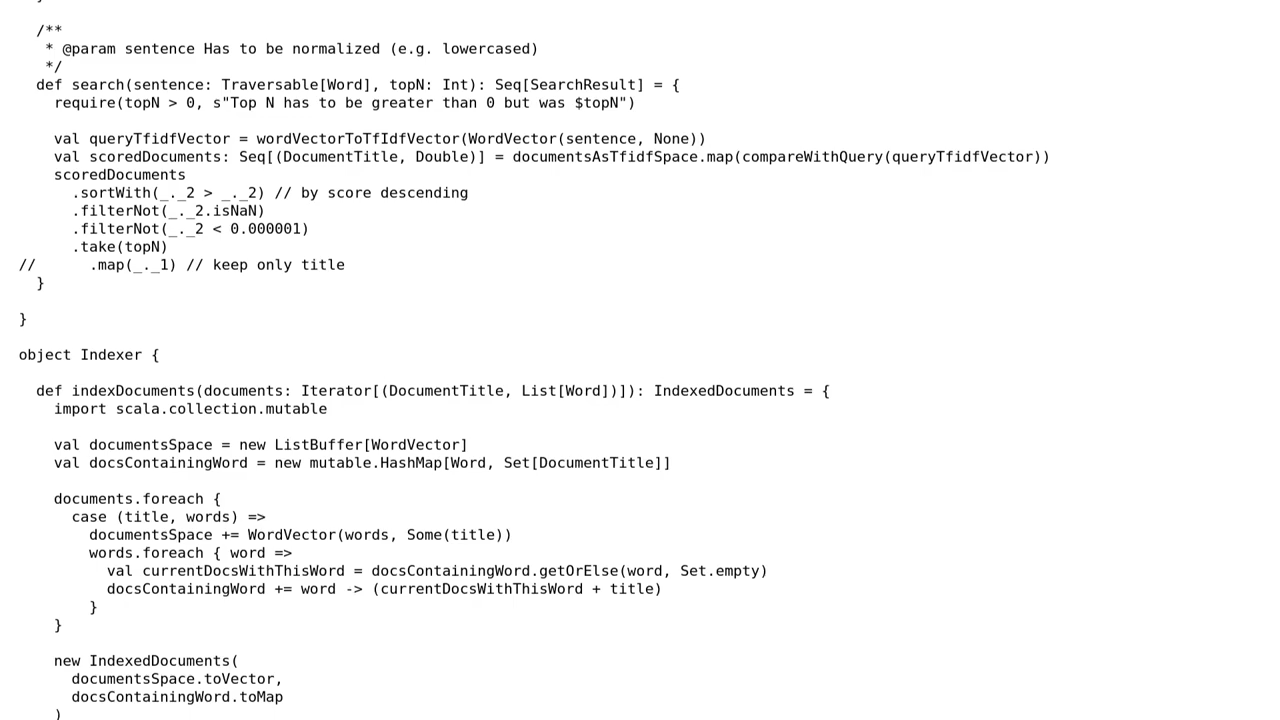 /**
* @param sentence Has to be normalized (e.g. lowercased)
*/
def search(sentence: Traversable[Word], topN: Int): Seq[SearchResult] = {
require(topN > 0, s"Top N has to be greater than 0 but was $topN")
val queryTfidfVector = wordVectorToTfIdfVector(WordVector(sentence, None))
val scoredDocuments: Seq[(DocumentTitle, Double)] = documentsAsTfidfSpace.map(compareWithQuery(queryTfidfVector))
scoredDocuments
.sortWith(_._2 > _._2) // by score descending
.filterNot(_._2.isNaN)
.filterNot(_._2 < 0.000001)
.take(topN)
//      .map(_._1) // keep only title
}
}
object Indexer {
def indexDocuments(documents: Iterator[(DocumentTitle, List[Word])]): IndexedDocuments = {
import scala.collection.mutable
val documentsSpace = new ListBuffer[WordVector]
val docsContainingWord = new mutable.HashMap[Word, Set[DocumentTitle]]
documents.foreach {
case (title, words) =>
documentsSpace += WordVector(words, Some(title))
words.foreach { word =>
val currentDocsWithThisWord = docsContainingWord.getOrElse(word, Set.empty)
docsContainingWord += word -> (currentDocsWithThisWord + title)
}
}
new IndexedDocuments(
documentsSpace.toVector,
docsContainingWord.toMap
)